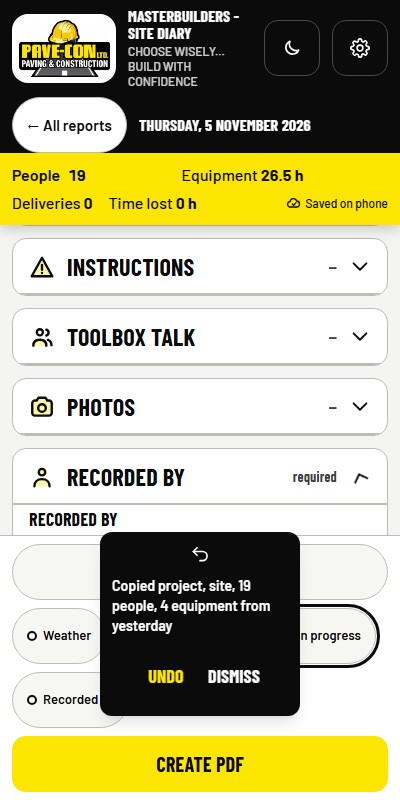 PAVE-CON LTD.
PAVING & CONSTRUCTION
MASTERBUILDERS -
SITE DIARY
CHOOSE WISELY...
BUILD WITH
CONFIDENCE
← All reports
THURSDAY, 5 NOVEMBER 2026
People 19
Equipment 26.5 h
Deliveries 0
Time lost 0 h
Saved on phone
INSTRUCTIONS –
TOOLBOX TALK –
PHOTOS –
RECORDED BY required
RECORDED BY
Copied project, site, 19
people, 4 equipment from
yesterday
UNDO DISMISS
Weather
n progress
Recorded
CREATE PDF